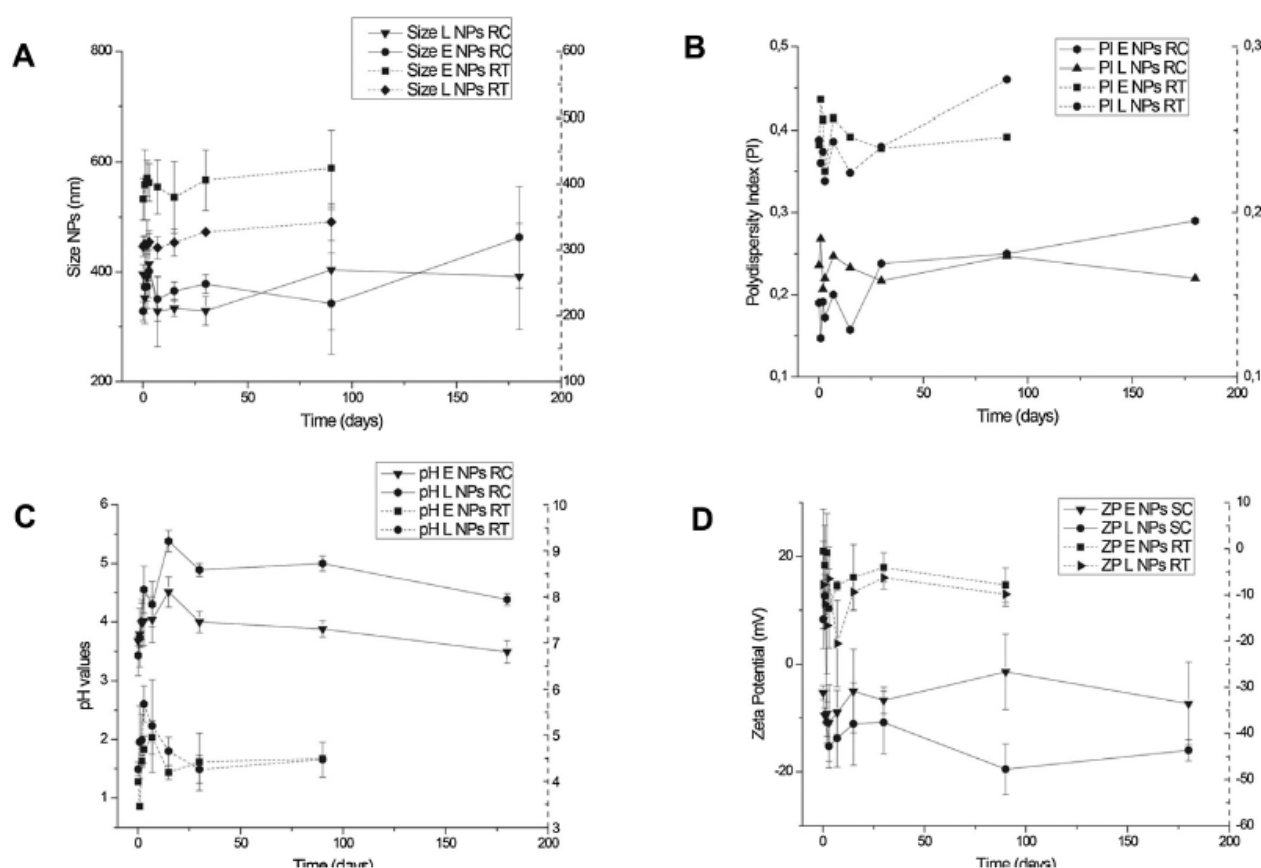 A
Size L NPs RC
Size E NPs RC
Size E NPs RT
Size L NPs RT
800
600
400
200
600
500
400
300
200
100
0
50
100
150
200
Size NPs (nm)
Time (days)
B
PI E NPs RC
PI L NPs RC
PI E NPs RT
PI L NPs RT
0,5
0,4
0,3
0,2
0,1
0,3
0,2
0,1
0
50
100
150
200
Polydispersity Index (PI)
Time (days)
C
pH E NPs RC
pH L NPs RC
pH E NPs RT
pH L NPs RT
6
5
4
3
2
1
10
9
8
7
6
5
4
3
0
50
100
150
200
pH values
Time (days)
D
ZP E NPs SC
ZP L NPs SC
ZP E NPs RT
ZP L NPs RT
20
0
-20
10
0
-10
-20
-30
-40
-50
-60
0
50
100
150
200
Zeta Potential (mV)
Time (days)